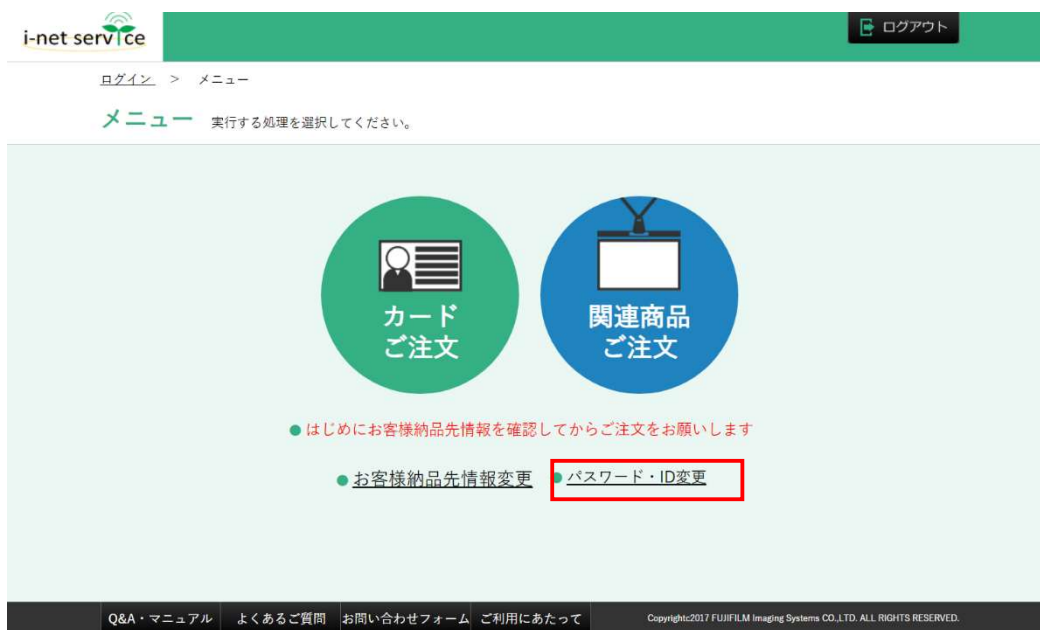 i-net service
ログアウト
ログイン > メニュー
メニュー 実行する処理を選択してください。
カード
ご注文
関連商品
ご注文
● はじめにお客様納品先情報を確認してからご注文をお願いします
● お客様納品先情報変更 ● パスワード・ID変更
Q&A・マニュアル よくあるご質問 お問い合わせフォーム ご利用にあたって Copyrightc2017 FUJIFILM Imaging Systems CO.,LTD. ALL RIGHTS RESERVED.